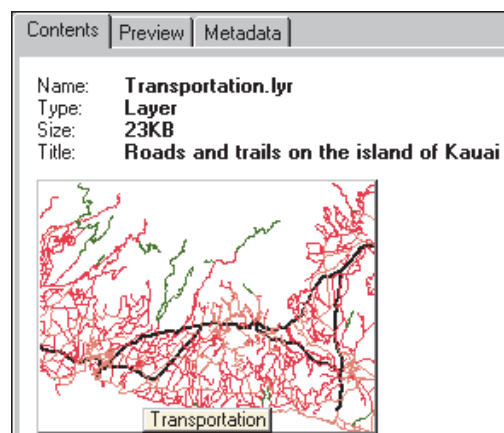 Contents Preview Metadata
Name: Transportation.lyr
Type: Layer
Size: 23KB
Title: Roads and trails on the island of Kauai
Transportation